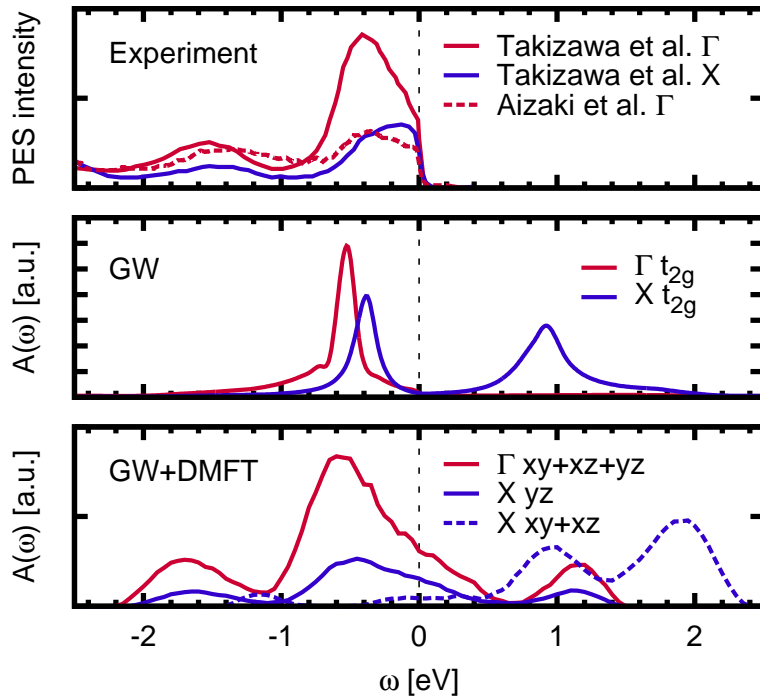 PES intensity
Experiment
Takizawa et al. Γ
Takizawa et al. X
Aizaki et al. Γ
A(ω) [a.u.]
GW
Γ t2g
X t2g
A(ω) [a.u.]
GW+DMFT
Γ xy+xz+yz
X yz
X xy+xz
-2 -1 0 1 2
ω [eV]